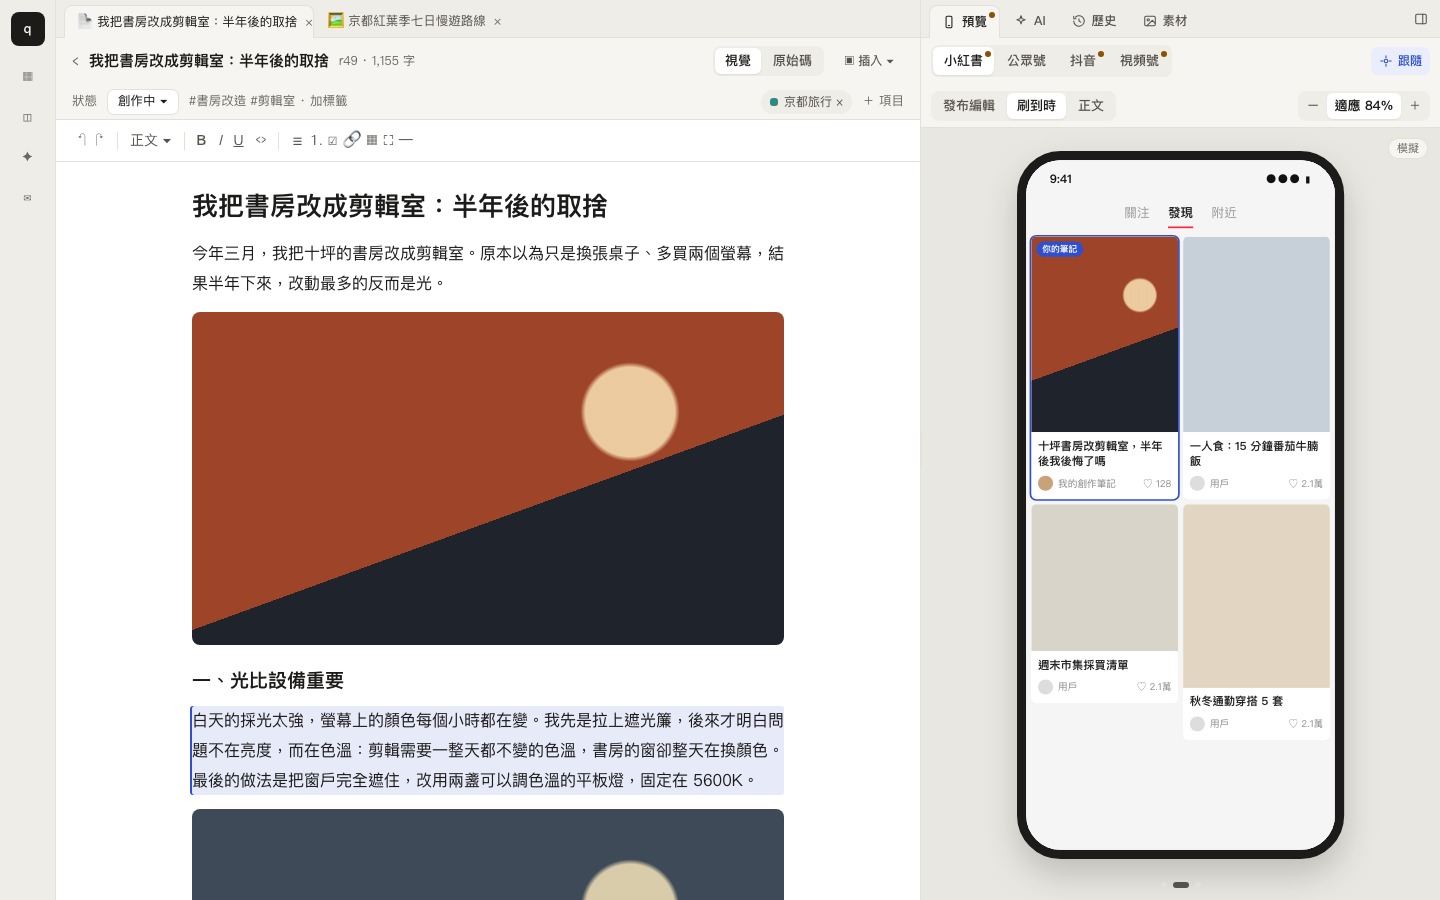 q
我把書房改成剪輯室：半年後的取捨 ×
京都紅葉季七日慢遊路線 ×
我把書房改成剪輯室：半年後的取捨 r49 · 1,155 字
視覺 原始碼 插入
狀態 創作中 #書房改造 #剪輯室 · 加標籤
京都旅行 × ＋ 項目
正文 B I U <> 1.
我把書房改成剪輯室：半年後的取捨
今年三月，我把十坪的書房改成剪輯室。原本以為只是換張桌子、多買兩個螢幕，結
果半年下來，改動最多的反而是光。
一、光比設備重要
白天的採光太強，螢幕上的顏色每個小時都在變。我先是拉上遮光簾，後來才明白問
題不在亮度，而在色溫：剪輯需要一整天都不變的色溫，書房的窗卻整天在換顏色。
最後的做法是把窗戶完全遮住，改用兩盞可以調色溫的平板燈，固定在 5600K。
預覽 AI 歷史 素材
小紅書 公眾號 抖音 視頻號 跟隨
發布編輯 刷到時 正文 － 適應 84% ＋
模擬
9:41
關注 發現 附近
你的筆記
十坪書房改剪輯室，半年
後我後悔了嗎
我的創作筆記 ♡ 128
一人食：15 分鐘番茄牛腩
飯
用戶 ♡ 2.1萬
週末市集採買清單
用戶 ♡ 2.1萬
秋冬通勤穿搭 5 套
用戶 ♡ 2.1萬